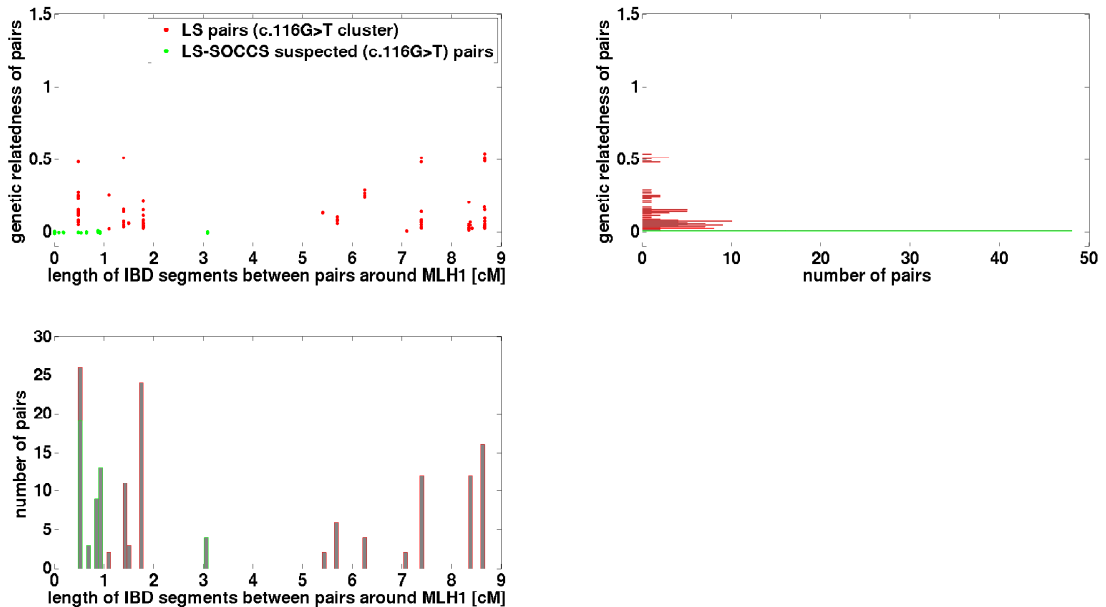 1.5
1
0.5
0
genetic relatedness of pairs
LS pairs (c.116G>T cluster)
LS-SOCCS suspected (c.116G>T) pairs
0 1 2 3 4 5 6 7 8 9
length of IBD segments between pairs around MLH1 [cM]
1.5
1
0.5
0
genetic relatedness of pairs
0 10 20 30 40 50
number of pairs
30
25
20
15
10
5
0
number of pairs
0 1 2 3 4 5 6 7 8 9
length of IBD segments between pairs around MLH1 [cM]